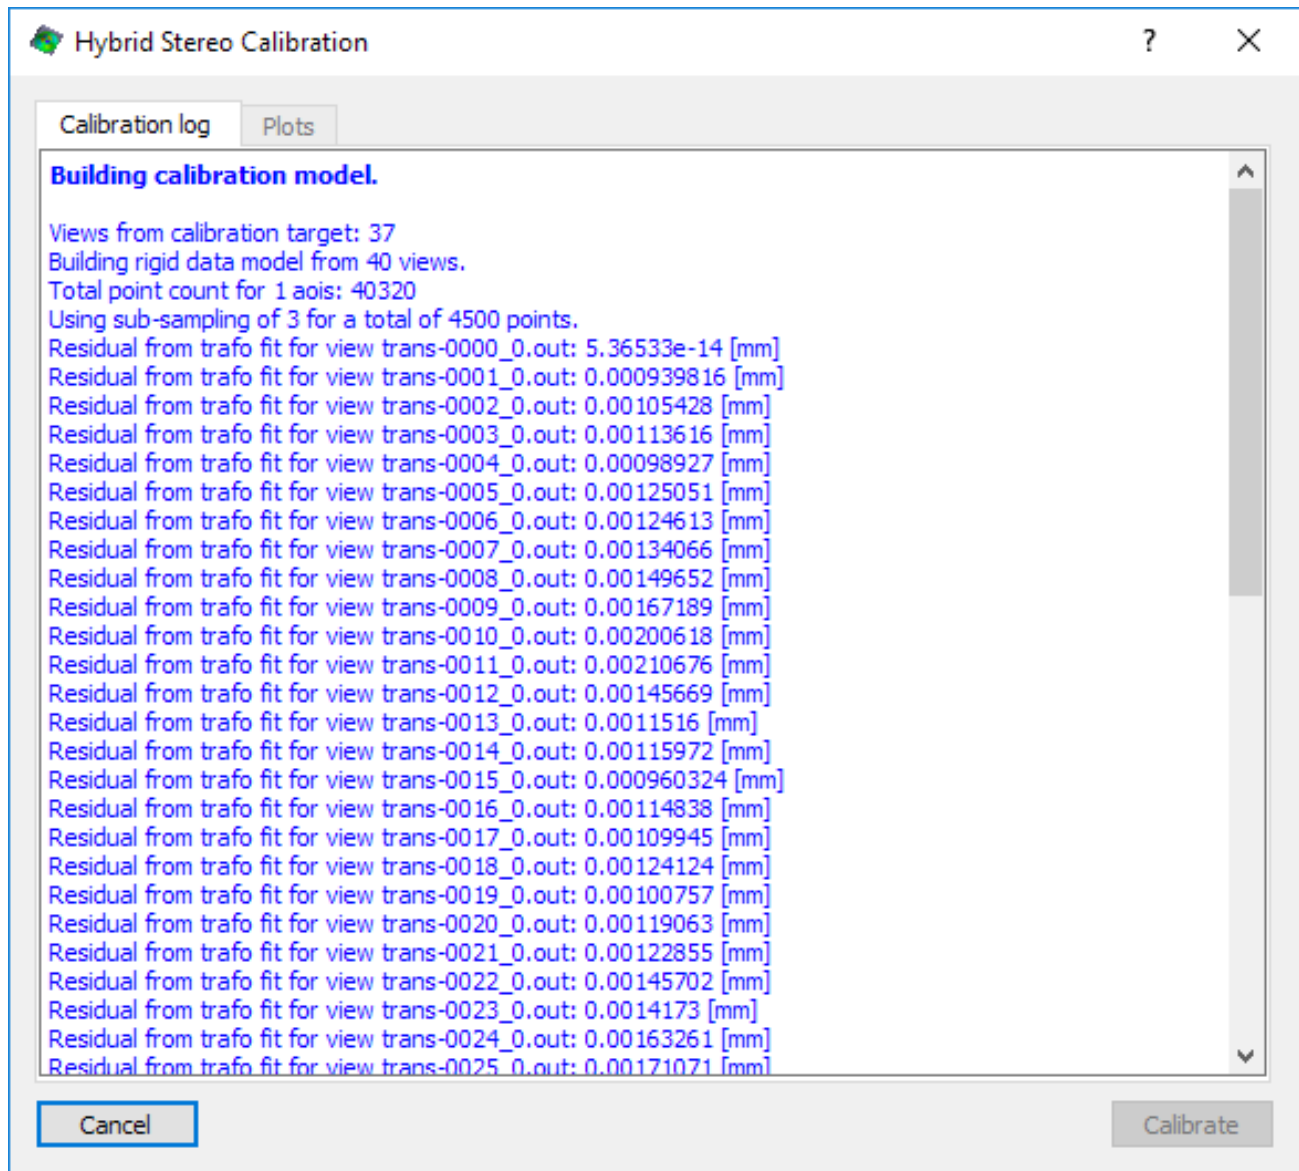 Hybrid Stereo Calibration
?
Calibration log
Plots
Building calibration model.
Views from calibration target: 37
Building rigid data model from 40 views.
Total point count for 1 aois: 40320
Using sub-sampling of 3 for a total of 4500 points.
Residual from trafo fit for view trans-0000_0.out: 5.36533e-14 [mm]
Residual from trafo fit for view trans-0001_0.out: 0.000939816 [mm]
Residual from trafo fit for view trans-0002_0.out: 0.00105428 [mm]
Residual from trafo fit for view trans-0003_0.out: 0.00113616 [mm]
Residual from trafo fit for view trans-0004_0.out: 0.00098927 [mm]
Residual from trafo fit for view trans-0005_0.out: 0.00125051 [mm]
Residual from trafo fit for view trans-0006_0.out: 0.00124613 [mm]
Residual from trafo fit for view trans-0007_0.out: 0.00134066 [mm]
Residual from trafo fit for view trans-0008_0.out: 0.00149652 [mm]
Residual from trafo fit for view trans-0009_0.out: 0.00167189 [mm]
Residual from trafo fit for view trans-0010_0.out: 0.00200618 [mm]
Residual from trafo fit for view trans-0011_0.out: 0.00210676 [mm]
Residual from trafo fit for view trans-0012_0.out: 0.00145669 [mm]
Residual from trafo fit for view trans-0013_0.out: 0.0011516 [mm]
Residual from trafo fit for view trans-0014_0.out: 0.00115972 [mm]
Residual from trafo fit for view trans-0015_0.out: 0.000960324 [mm]
Residual from trafo fit for view trans-0016_0.out: 0.00114838 [mm]
Residual from trafo fit for view trans-0017_0.out: 0.00109945 [mm]
Residual from trafo fit for view trans-0018_0.out: 0.00124124 [mm]
Residual from trafo fit for view trans-0019_0.out: 0.00100757 [mm]
Residual from trafo fit for view trans-0020_0.out: 0.00119063 [mm]
Residual from trafo fit for view trans-0021_0.out: 0.00122855 [mm]
Residual from trafo fit for view trans-0022_0.out: 0.00145702 [mm]
Residual from trafo fit for view trans-0023_0.out: 0.0014173 [mm]
Residual from trafo fit for view trans-0024_0.out: 0.00163261 [mm]
Residual from trafo fit for view trans-0025_0.out: 0.00171071 [mm]
Cancel
Calibrate